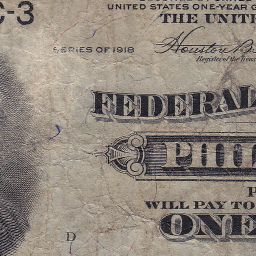 C-3
UNITED STATES ONE-YEAR G
THE UNIT
SERIES OF 1918
Houston B
Register of the Treas
FEDERAL
PHIL
P
WILL PAY TO
ONE
D